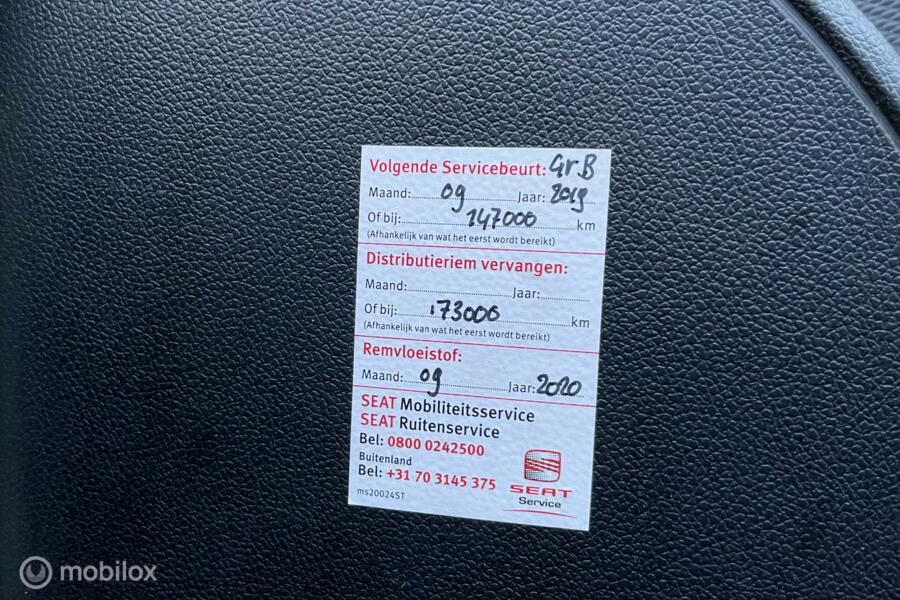 Volgende Servicebeurt: Gr.B
Maand: 09 Jaar: 2019
Of bij: 147000 km
(Afhankelijk van wat het eerst wordt bereikt)
Distributieriem vervangen:
Maand: Jaar:
Of bij: 173000 km
(Afhankelijk van wat het eerst wordt bereikt)
Remvloeistof:
Maand: 09 Jaar: 2020
SEAT Mobiliteitsservice
SEAT Ruitenservice
Bel: 0800 0242500
Buitenland
Bel: +31 70 3145 375
ms20024ST
SEAT
Service
mobilox